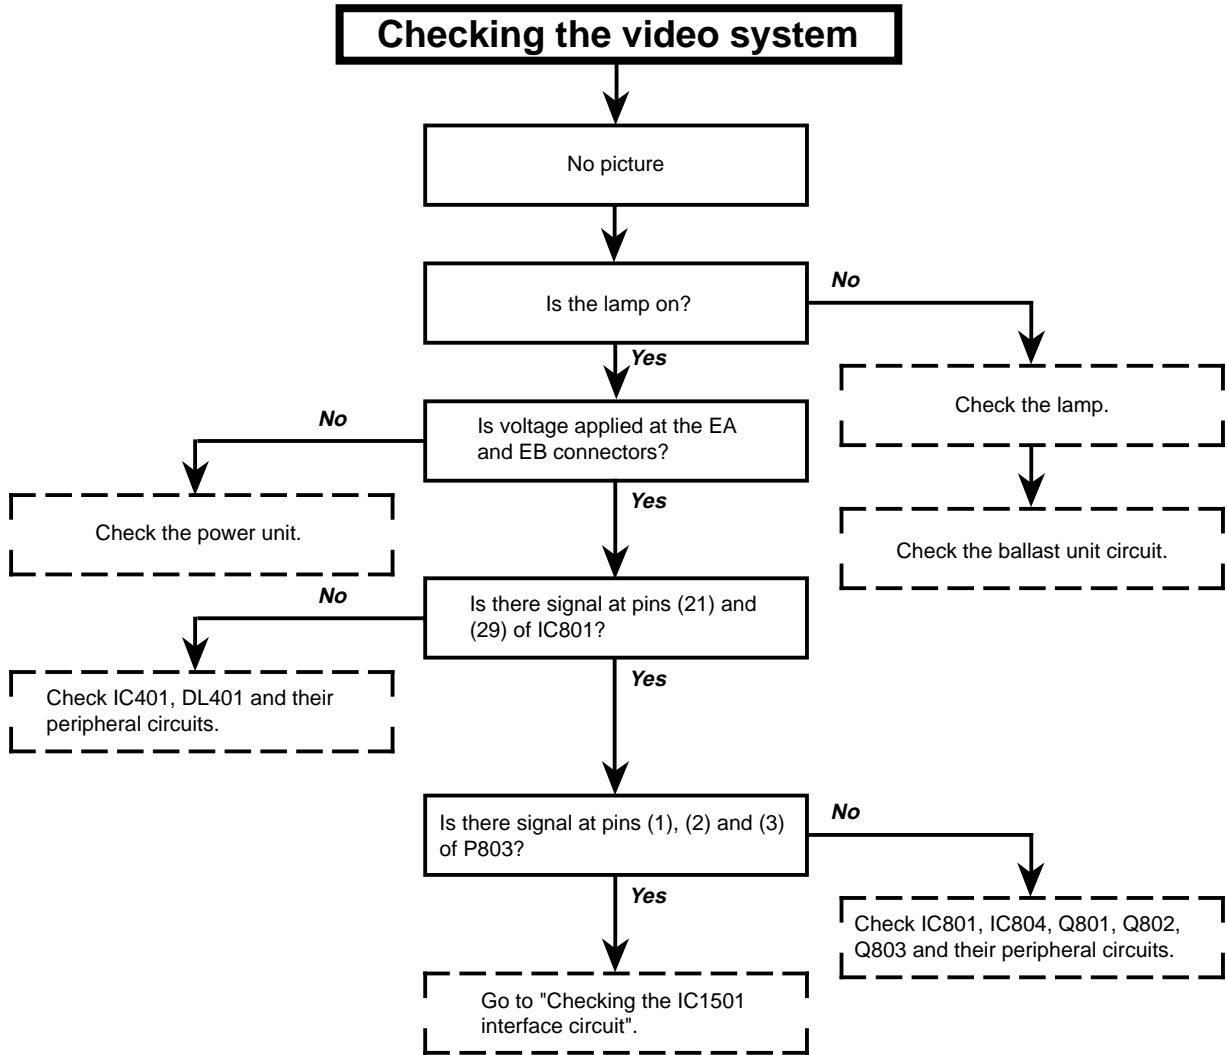 Checking the video system
No picture
Is the lamp on?
No
Yes
Check the lamp.
Check the ballast unit circuit.
Is voltage applied at the EA
and EB connectors?
No
Yes
Check the power unit.
Is there signal at pins (21) and
(29) of IC801?
No
Yes
Check IC401, DL401 and their
peripheral circuits.
Is there signal at pins (1), (2) and (3)
of P803?
No
Yes
Check IC801, IC804, Q801, Q802,
Q803 and their peripheral circuits.
Go to "Checking the IC1501
interface circuit".